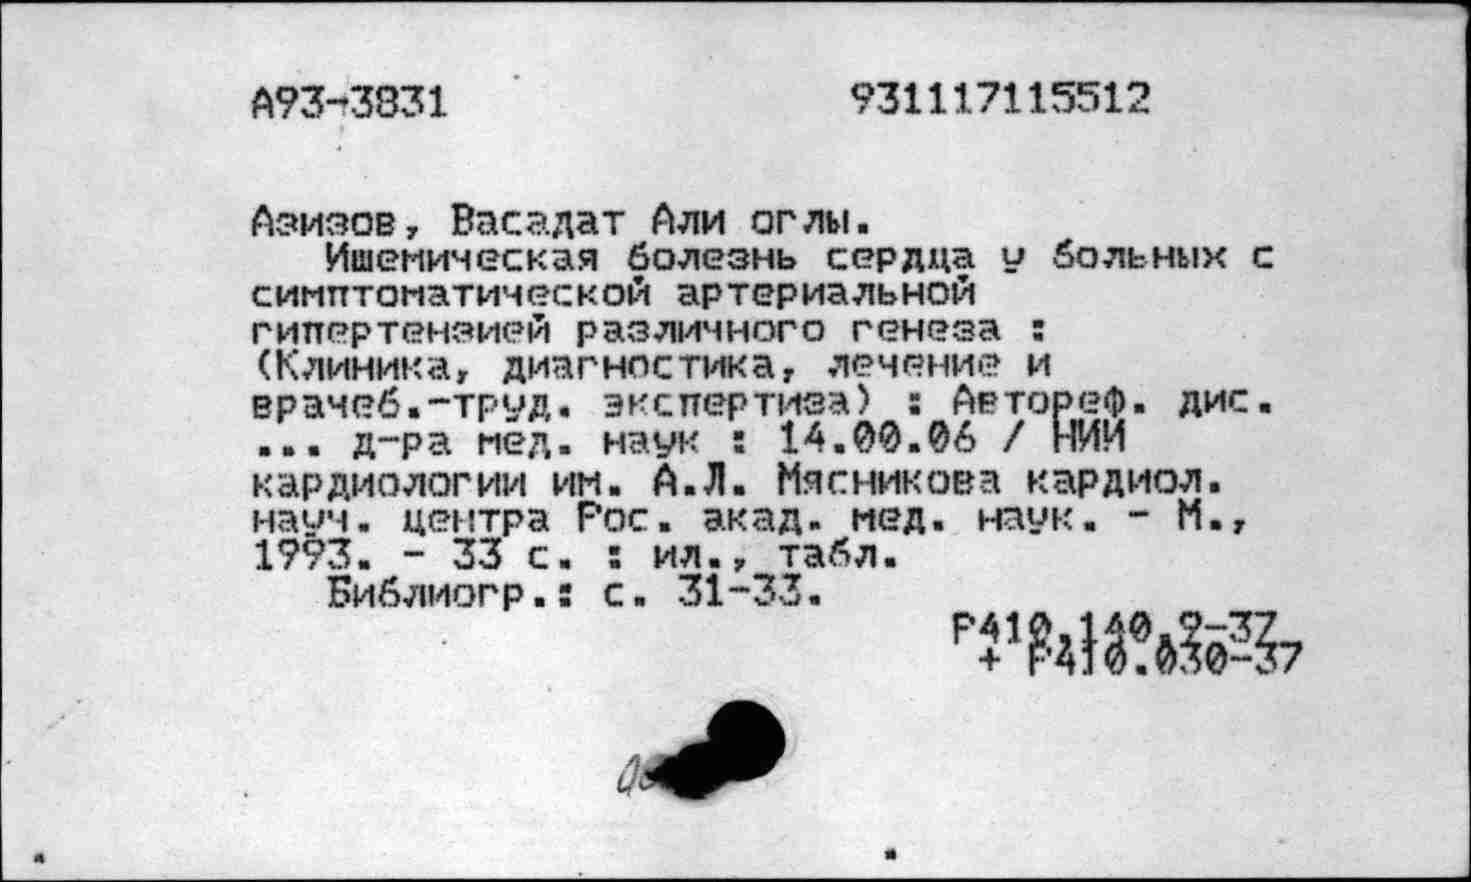 А93-3831 931117115512
Азизов, Васадат Али оглы.
Ишемическая болезнь сердца у больных с
симптоматической артериальной
гипертензией различного генеза :
(Клиника, диагностика, лечение и
врачеб.-труд. экспертиза) : Автореф. дис.
... д-ра мед. наук : 14.00.06 / НИИ
кардиологии им. А.Л. Мясникова кардиол.
науч. центра Рос. акад. мед. наук. - М.,
1993. - 33 с. : ил., табл.
Библиогр.: с. 31-33.
Р410.140.9-37
+ Р410.030-37